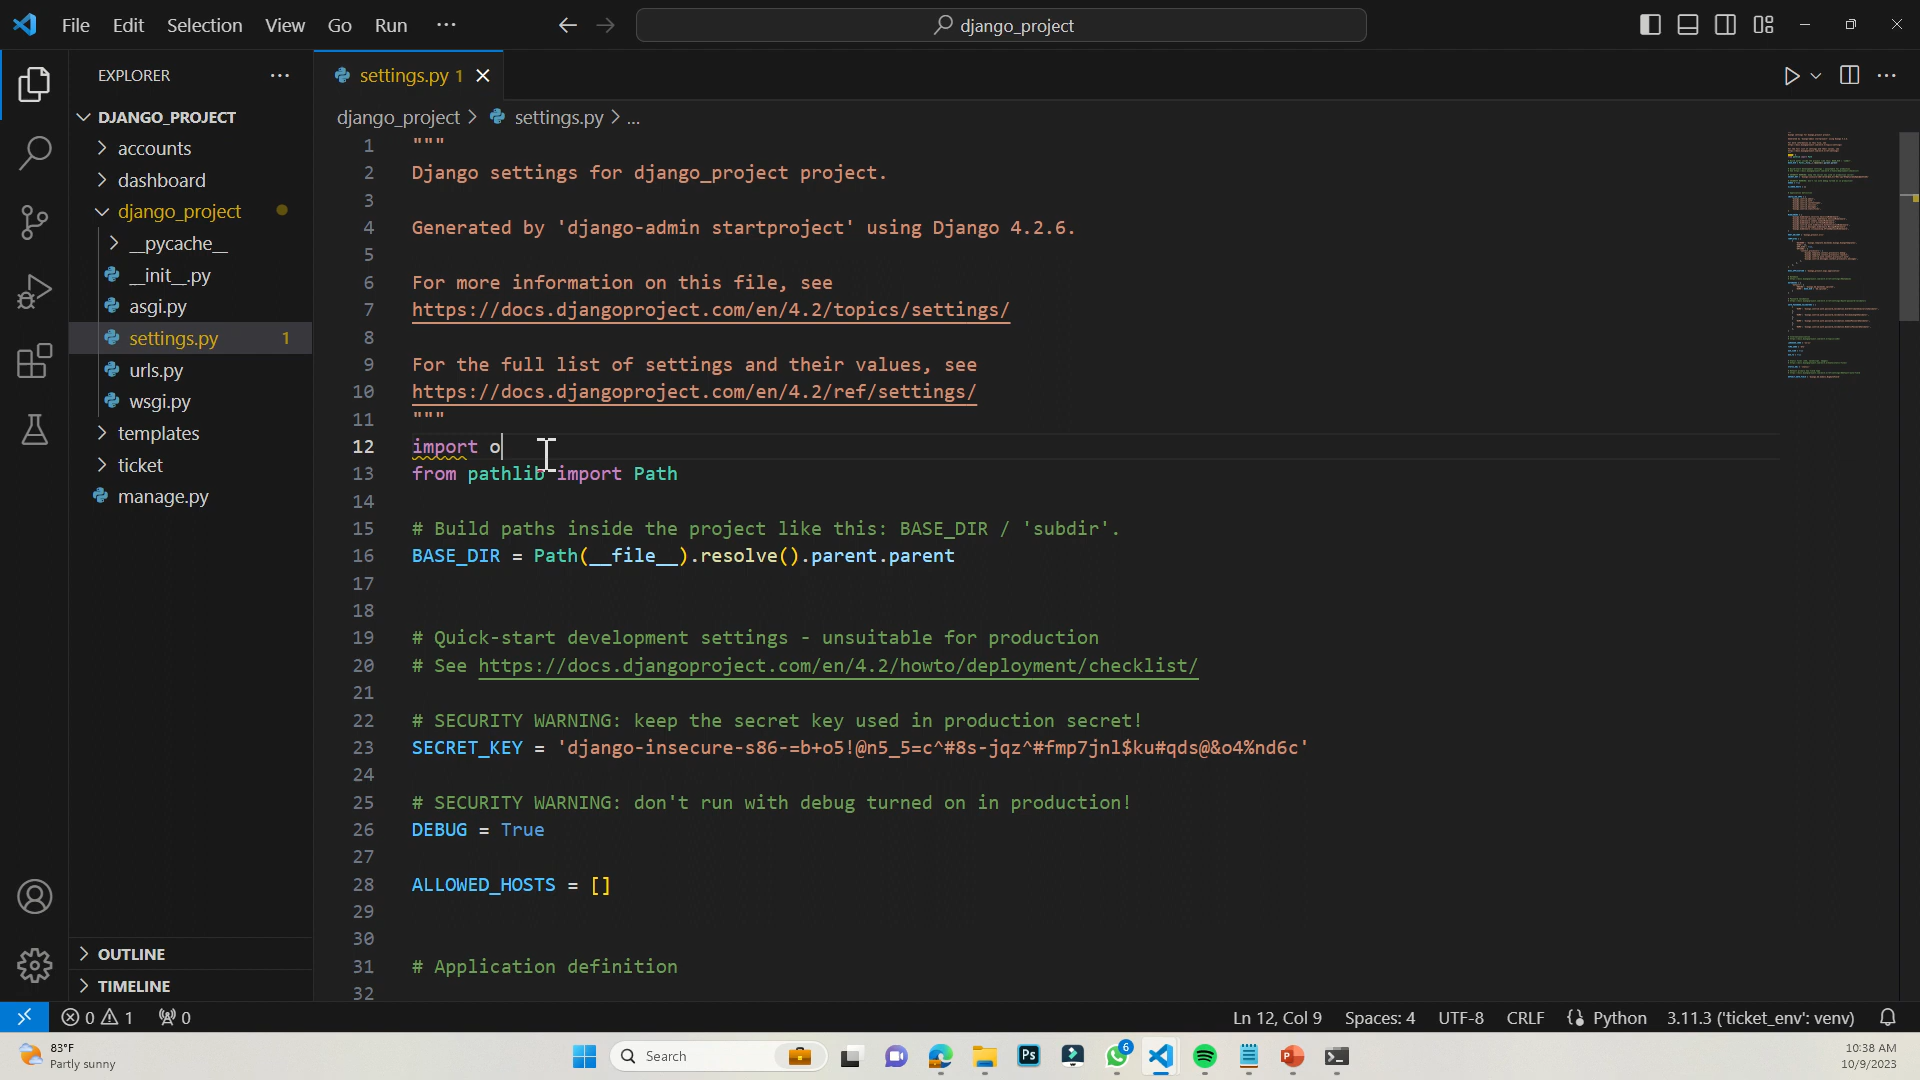 File Edit Selection View Go Run ···
django_project
EXPLORER ···
DJANGO_PROJECT
accounts
dashboard
django_project
__pycache__
__init__.py
asgi.py
settings.py 1
urls.py
wsgi.py
templates
ticket
manage.py
OUTLINE
TIMELINE
settings.py 1
django_project > settings.py > ...
1 """
2 Django settings for django_project project.
3
4 Generated by 'django-admin startproject' using Django 4.2.6.
5
6 For more information on this file, see
7 https://docs.djangoproject.com/en/4.2/topics/settings/
8
9 For the full list of settings and their values, see
10 https://docs.djangoproject.com/en/4.2/ref/settings/
11 """
12 import o
13 from pathlib import Path
14
15 # Build paths inside the project like this: BASE_DIR / 'subdir'.
16 BASE_DIR = Path(__file__).resolve().parent.parent
17
18
19 # Quick-start development settings - unsuitable for production
20 # See https://docs.djangoproject.com/en/4.2/howto/deployment/checklist/
21
22 # SECURITY WARNING: keep the secret key used in production secret!
23 SECRET_KEY = 'django-insecure-s86-=b+o5!@n5_5=c^#8s-jqz^#fmp7jnl$ku#qds@&o4%nd6c'
24
25 # SECURITY WARNING: don't run with debug turned on in production!
26 DEBUG = True
27
28 ALLOWED_HOSTS = []
29
30
31 # Application definition
32
0 1 0
Ln 12, Col 9 Spaces: 4 UTF-8 CRLF Python 3.11.3 ('ticket_env': venv)
83°F
Partly sunny
Search
Ps
6
10:38 AM
10/9/2023